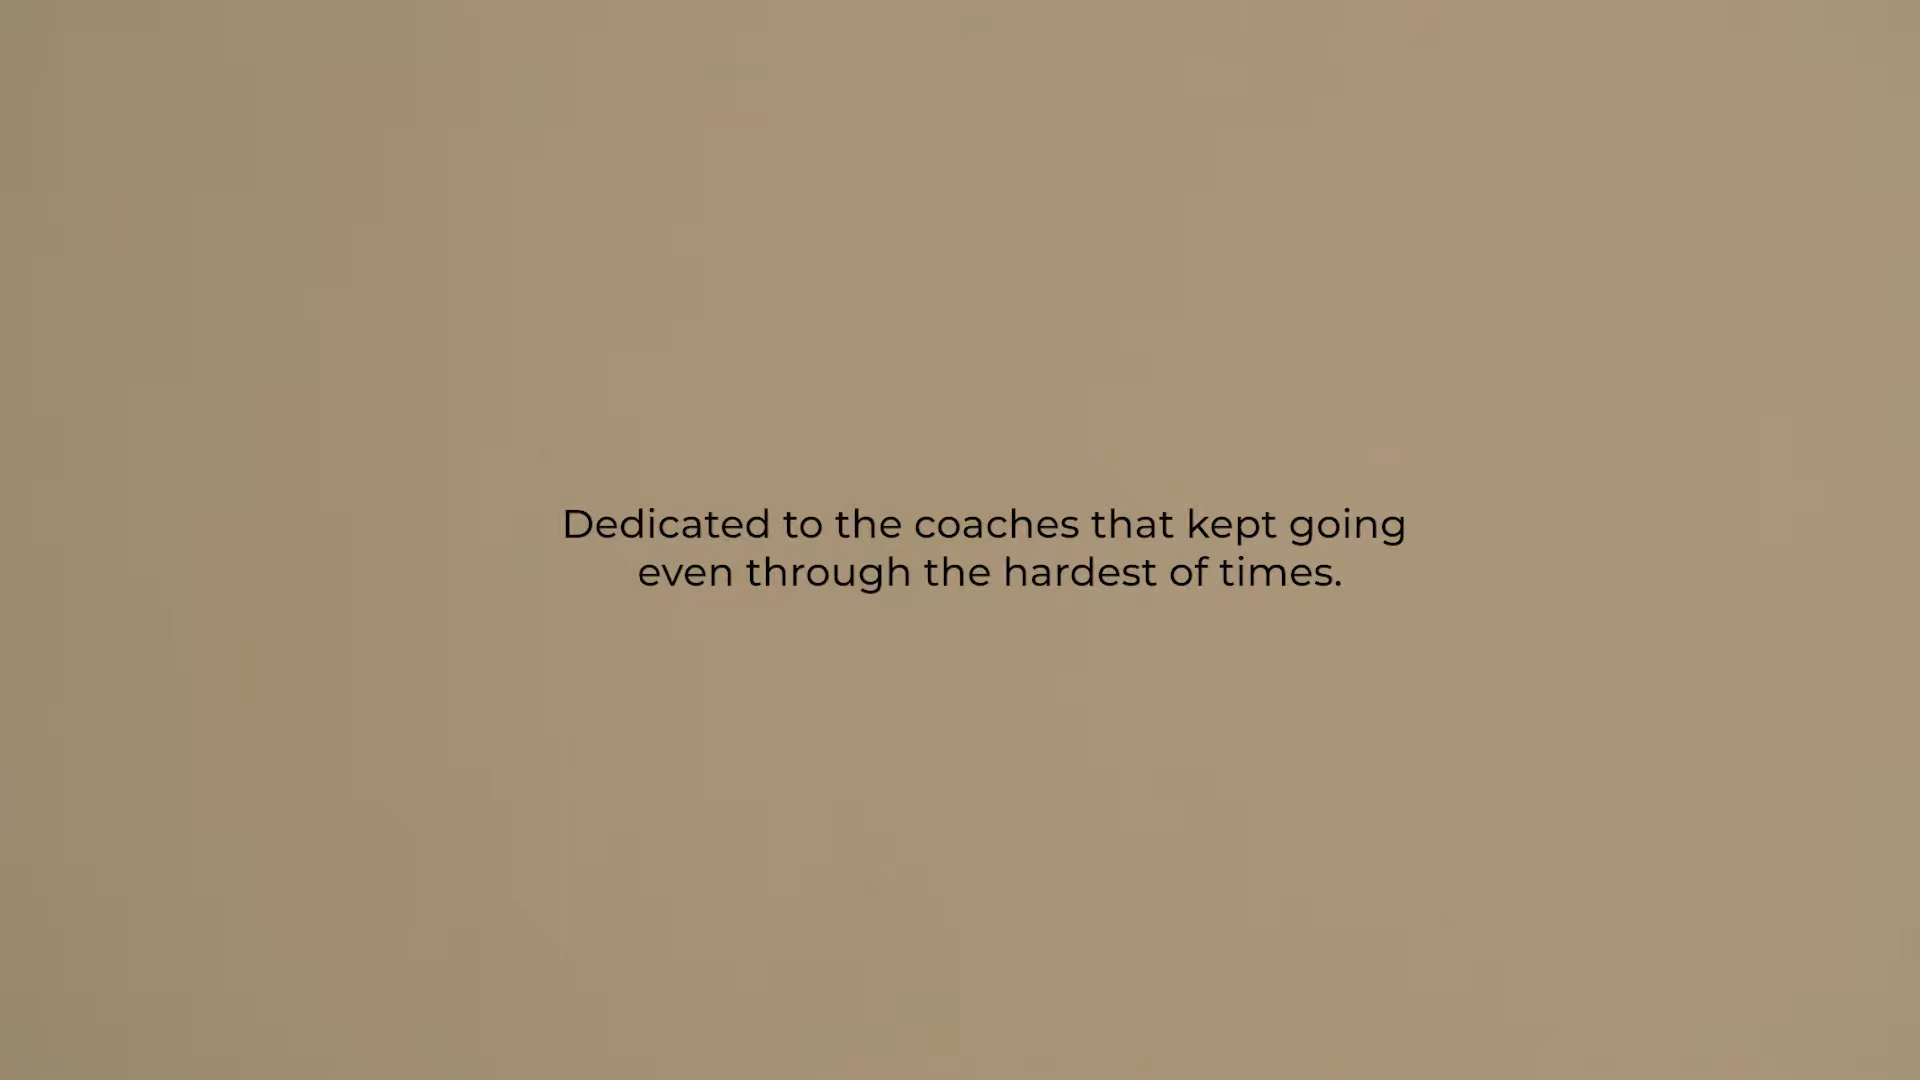 Dedicated to the coaches that kept going
even through the hardest of times.